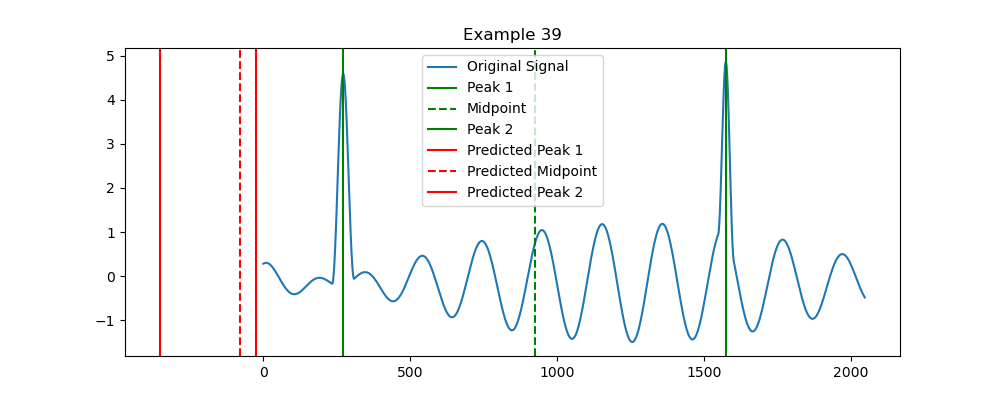 Example 39
5
4
3
2
1
0
−1
0
500
1000
1500
2000
Original Signal
Peak 1
Midpoint
Peak 2
Predicted Peak 1
Predicted Midpoint
Predicted Peak 2